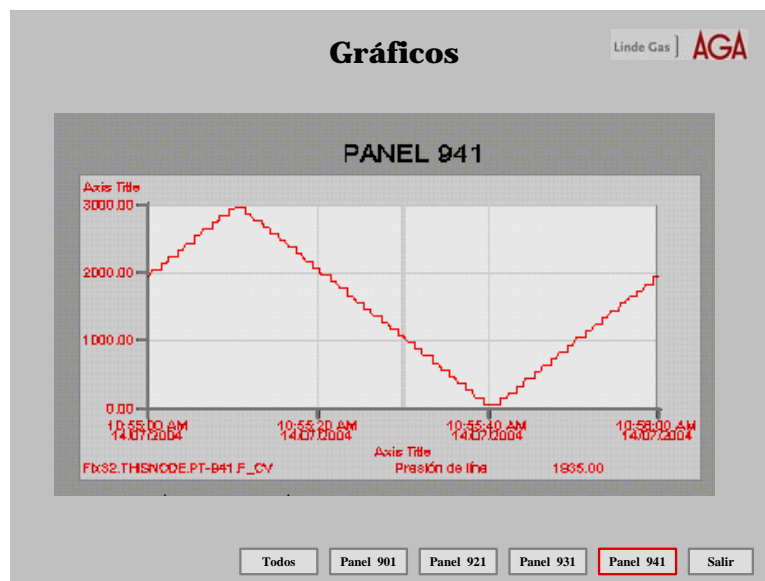 Gráficos
Linde Gas AGA
PANEL 941
Axis Title
3000.00
2000.00
1000.00
0.00
10:55:00 AM 10:55:20 AM 10:55:40 AM 10:56:00 AM
14/07/2004 14/07/2004 14/07/2004 14/07/2004
Axis Title
Fix32.THISNODE.PT-941.F_CV Presión de línea 1935.00
Todos Panel 901 Panel 921 Panel 931 Panel 941 Salir